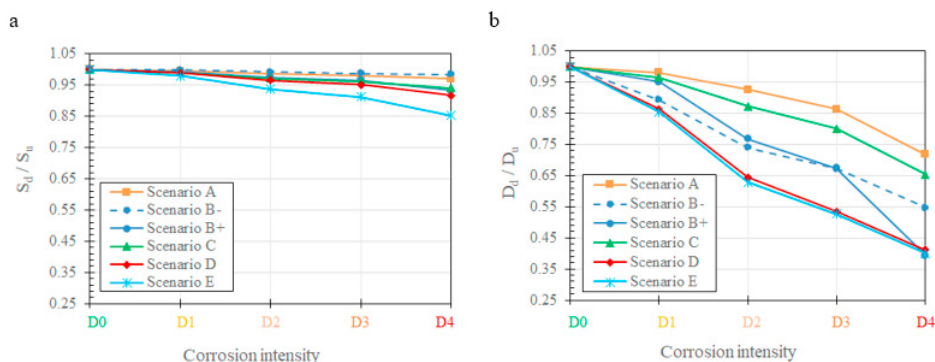 a
1.05
0.95
0.85
0.75
0.65
0.55
0.45
0.35
0.25
Sd / Su
Scenario A
Scenario B-
Scenario B+
Scenario C
Scenario D
Scenario E
D0 D1 D2 D3 D4
Corrosion intensity
b
1.05
0.95
0.85
0.75
0.65
0.55
0.45
0.35
0.25
Dd / Du
Scenario A
Scenario B-
Scenario B+
Scenario C
Scenario D
Scenario E
D0 D1 D2 D3 D4
Corrosion intensity